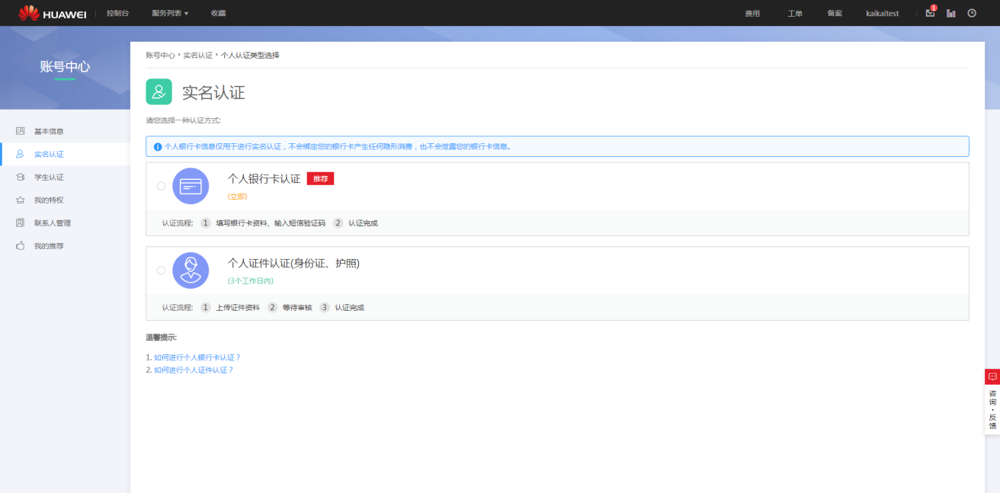 HUAWEI 控制台 服务列表 收藏 费用 工单 备案 kaikaitest 1
账号中心
基本信息
实名认证
学生认证
我的特权
联系人管理
我的推荐
账号中心 › 实名认证 › 个人认证类型选择
实名认证
请您选择一种认证方式:
个人银行卡信息仅用于进行实名认证，不会绑定您的银行卡产生任何隐形消费，也不会泄露您的银行卡信息。
个人银行卡认证 推荐
(立即)
认证流程: 1 填写银行卡资料、输入短信验证码 2 认证完成
个人证件认证(身份证、护照)
(3个工作日内)
认证流程: 1 上传证件资料 2 等待审核 3 认证完成
温馨提示:
1. 如何进行个人银行卡认证？
2. 如何进行个人证件认证？
咨询·反馈